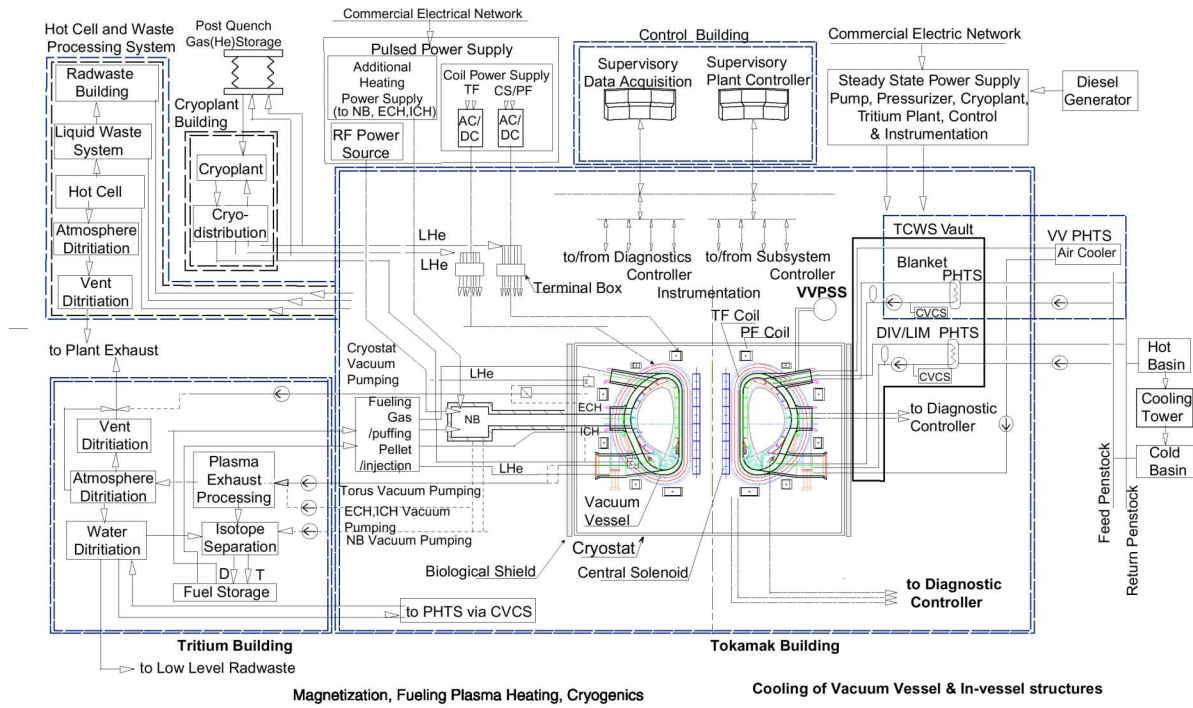 Commercial Electrical Network
Post Quench
Gas(He)Storage
Hot Cell and Waste
Processing System
Radwaste
Building
Liquid Waste
System
Hot Cell
Atmosphere
Ditritiation
Vent
Ditritiation
to Plant Exhaust
Cryoplant
Building
Cryoplant
Cryo-
distribution
Pulsed Power Supply
Additional
Heating
Power Supply
(to NB, ECH,ICH)
RF Power
Source
Coil Power Supply
TF
CS/PF
AC/
DC
AC/
DC
Control Building
Supervisory
Data Acquisition
Supervisory
Plant Controller
Commercial Electric Network
Steady State Power Supply
Pump, Pressurizer, Cryoplant,
Tritium Plant, Control
& Instrumentation
Diesel
Generator
LHe
LHe
Terminal Box
to/from Diagnostics
Controller
to/from Subsystem
Controller
Instrumentation
VVPSS
TF Coil
PF Coil
TCWS Vault
Blanket
PHTS
CVCS
DIV/LIM PHTS
CVCS
VV PHTS
Air Cooler
Hot
Basin
Cooling
Tower
Cold
Basin
Feed Penstock
Return Penstock
to Diagnostic
Controller
Cryostat
Vacuum
Pumping
LHe
Fueling
Gas
/puffing
Pellet
/injection
NB
ECH
ICH
LHe
Torus Vacuum Pumping
ECH,ICH Vacuum
Pumping
NB Vacuum Pumping
Vacuum
Vessel
Cryostat
Biological Shield
Central Solenoid
to Diagnostic
Controller
Vent
Ditritiation
Atmosphere
Ditritiation
Water
Ditritiation
Plasma
Exhaust
Processing
Isotope
Separation
D
T
Fuel Storage
to PHTS via CVCS
Tritium Building
Tokamak Building
to Low Level Radwaste
Magnetization, Fueling Plasma Heating, Cryogenics
Cooling of Vacuum Vessel & In-vessel structures